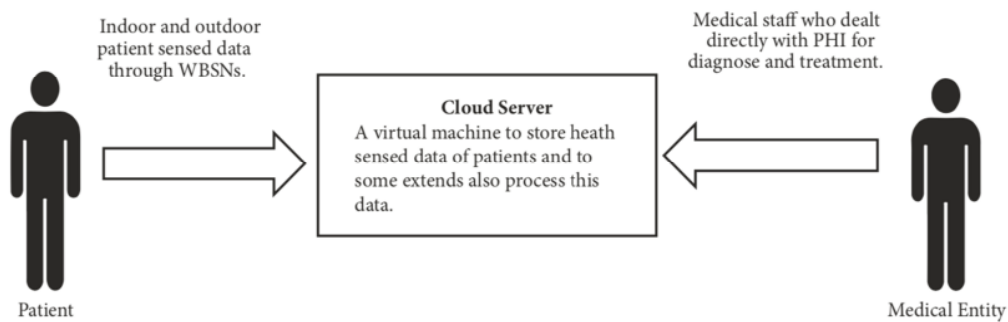 Indoor and outdoor
patient sensed data
through WBSNs.
Medical staff who dealt
directly with PHI for
diagnose and treatment.
Cloud Server
A virtual machine to store heath
sensed data of patients and to
some extends also process this
data.
Patient
Medical Entity